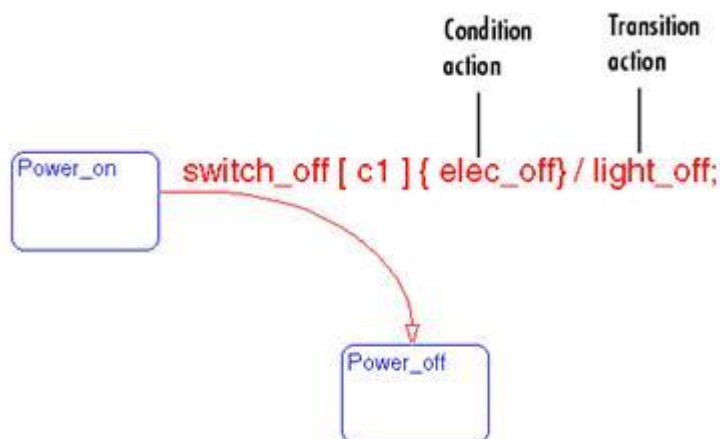 Condition
action
Transition
action
Power_on
switch_off [ c1 ] { elec_off} / light_off;
Power_off